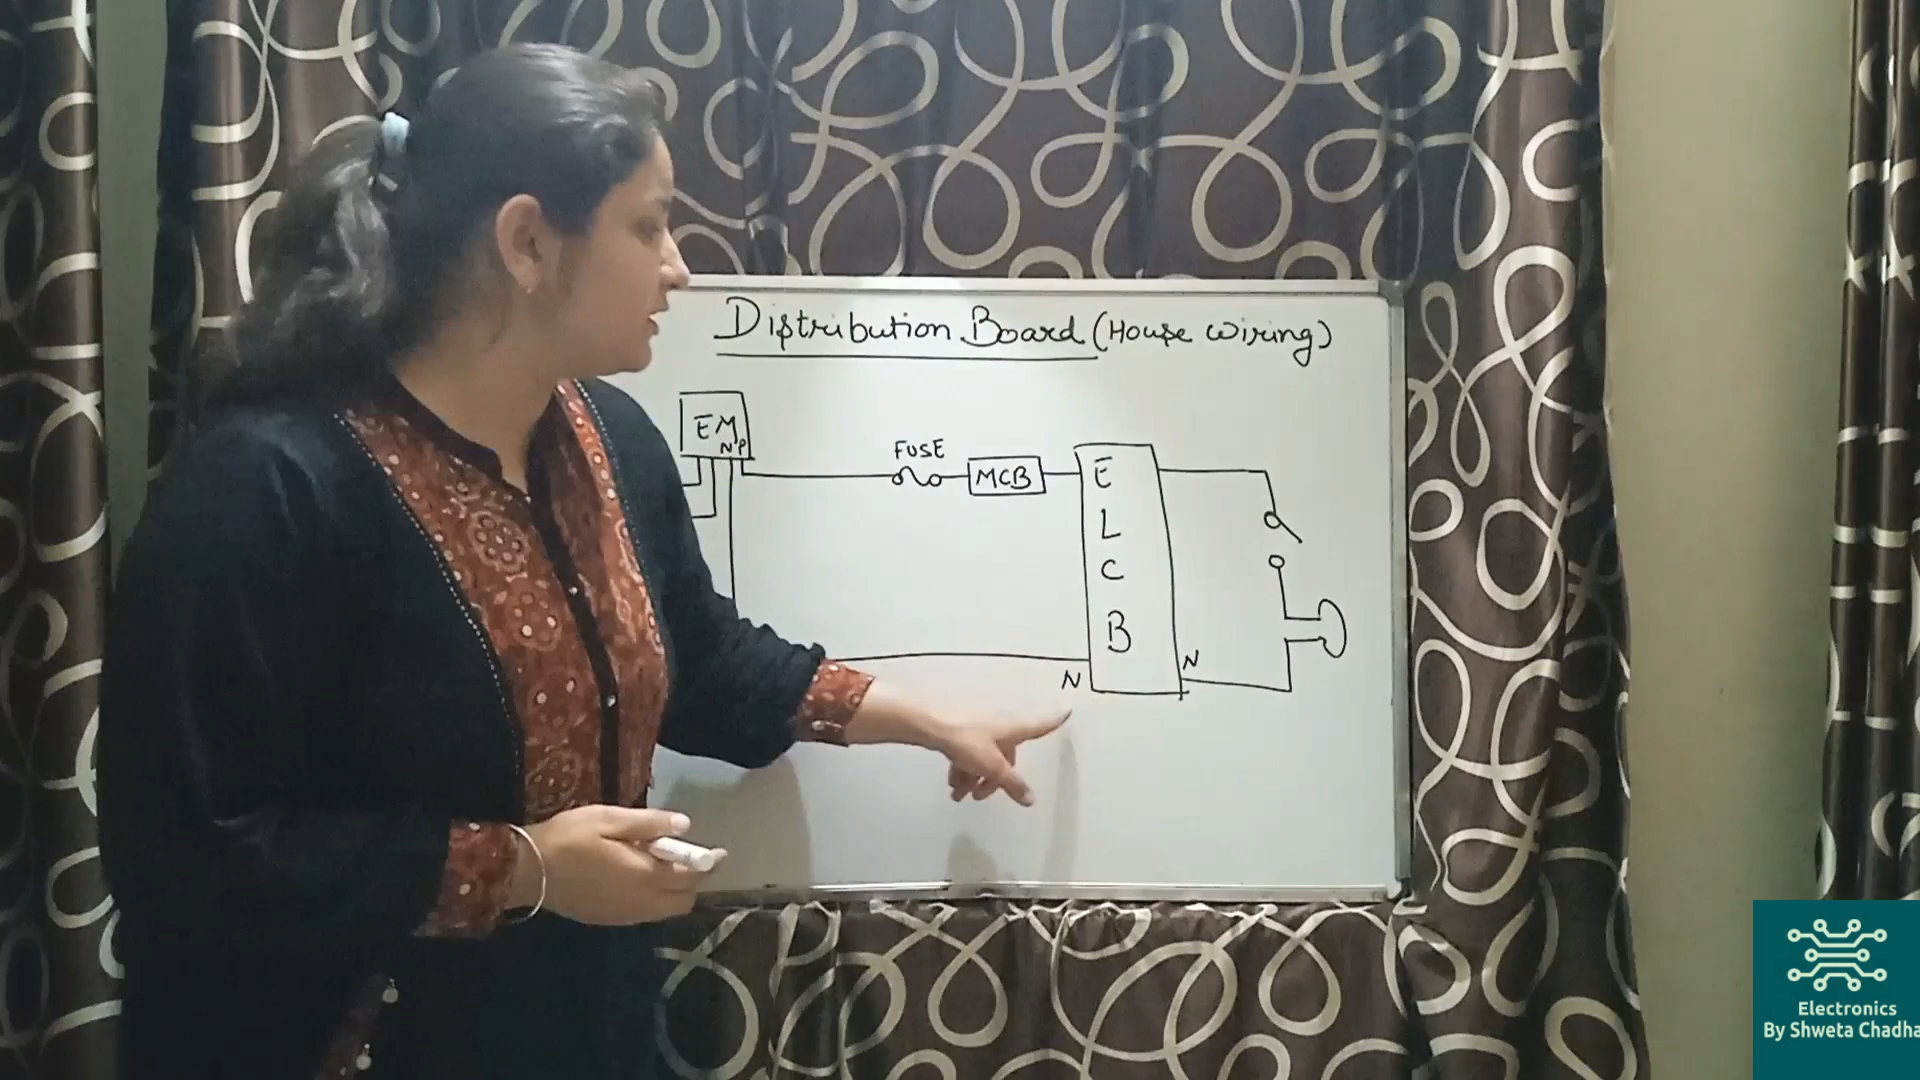 Distribution Board (House wiring)
EM
N P
FUSE
MCB
E
L
C
B
N
N
Electronics
By Shweta Chadha